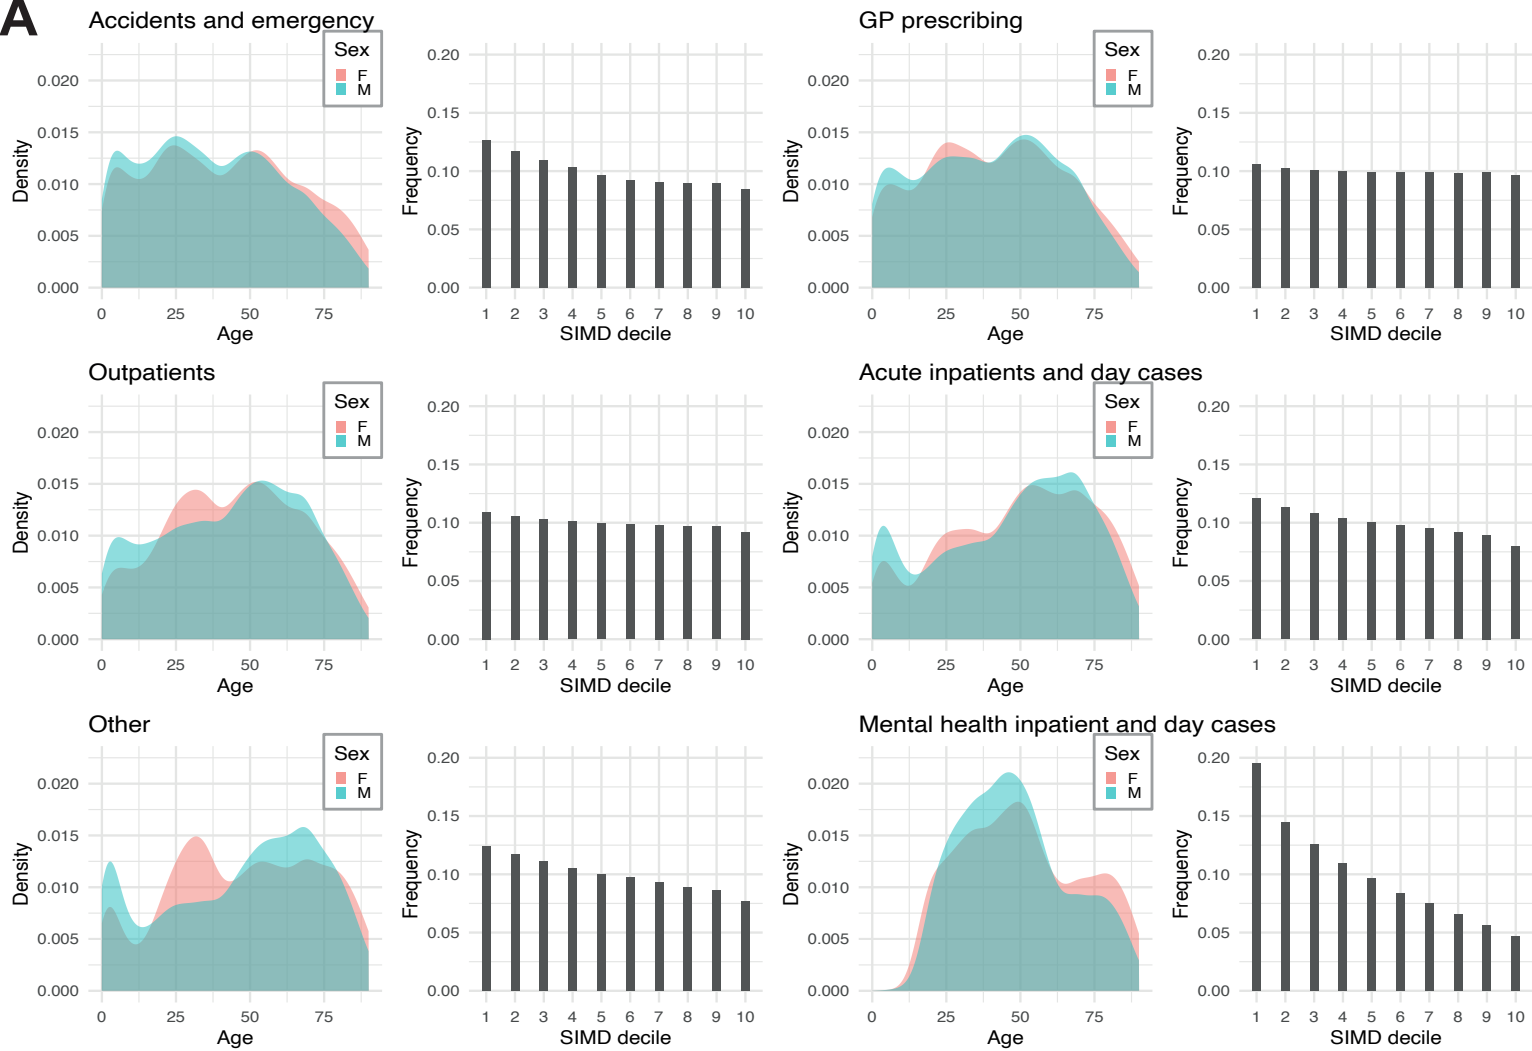 A
Accidents and emergency
GP prescribing
Sex
F
M
0.020
0.015
0.010
0.005
0.000
Density
0 25 50 75
Age
0.20
0.15
0.10
0.05
0.00
Frequency
1 2 3 4 5 6 7 8 9 10
SIMD decile
Sex
F
M
0.020
0.015
0.010
0.005
0.000
Density
0 25 50 75
Age
0.20
0.15
0.10
0.05
0.00
Frequency
1 2 3 4 5 6 7 8 9 10
SIMD decile
Outpatients
Acute inpatients and day cases
Sex
F
M
0.020
0.015
0.010
0.005
0.000
Density
0 25 50 75
Age
0.20
0.15
0.10
0.05
0.00
Frequency
1 2 3 4 5 6 7 8 9 10
SIMD decile
Sex
F
M
0.020
0.015
0.010
0.005
0.000
Density
0 25 50 75
Age
0.20
0.15
0.10
0.05
0.00
Frequency
1 2 3 4 5 6 7 8 9 10
SIMD decile
Other
Mental health inpatient and day cases
Sex
F
M
0.020
0.015
0.010
0.005
0.000
Density
0 25 50 75
Age
0.20
0.15
0.10
0.05
0.00
Frequency
1 2 3 4 5 6 7 8 9 10
SIMD decile
Sex
F
M
0.020
0.015
0.010
0.005
0.000
Density
0 25 50 75
Age
0.20
0.15
0.10
0.05
0.00
Frequency
1 2 3 4 5 6 7 8 9 10
SIMD decile